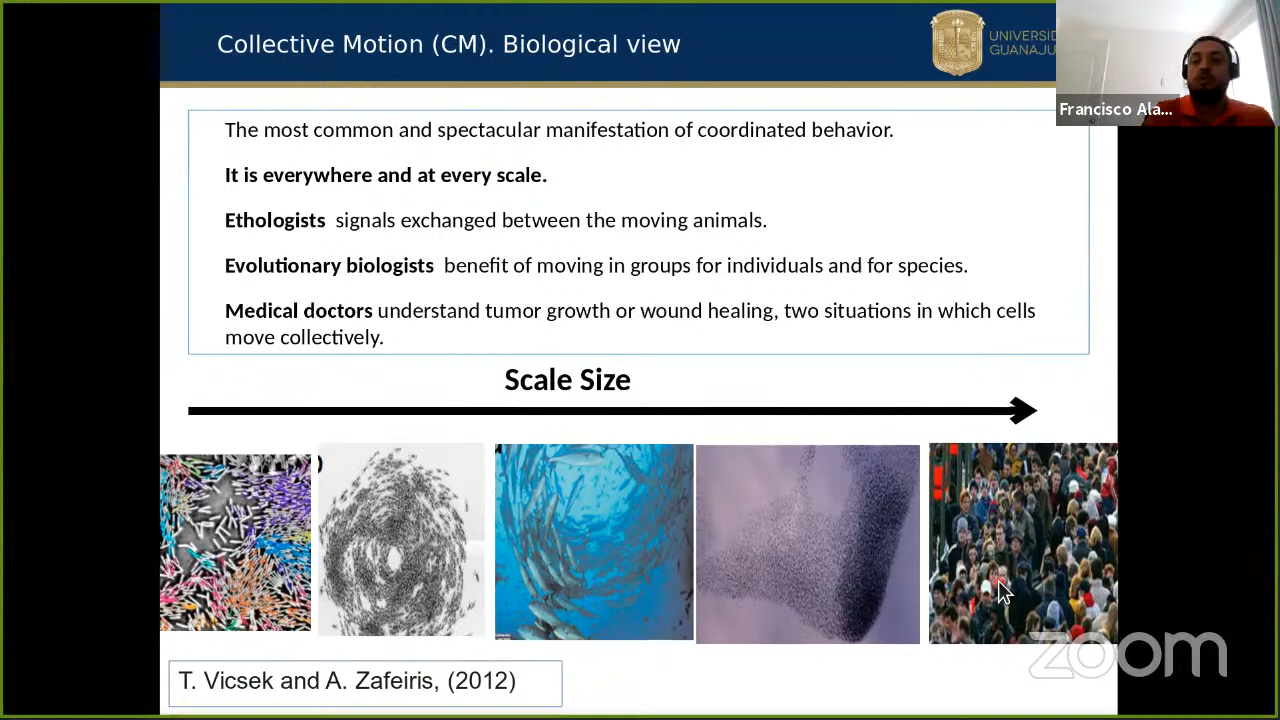 Collective Motion (CM). Biological view
UNIVERSID
GUANAJU
Francisco Ala...
The most common and spectacular manifestation of coordinated behavior.
It is everywhere and at every scale.
Ethologists signals exchanged between the moving animals.
Evolutionary biologists benefit of moving in groups for individuals and for species.
Medical doctors understand tumor growth or wound healing, two situations in which cells
move collectively.
Scale Size
T. Vicsek and A. Zafeiris, (2012)
zoom